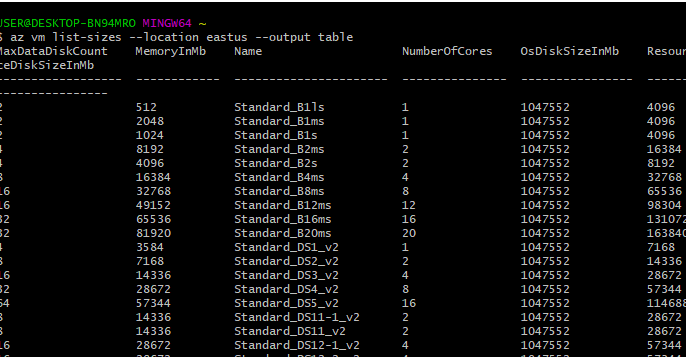 USER@DESKTOP-BN94MRO MINGW64 ~
$ az vm list-sizes --location eastus --output table
MaxDataDiskCount MemoryInMb Name NumberOfCores OsDiskSizeInMb Resour
ceDiskSizeInMb
2 512 Standard_B1ls 1 1047552 4096
2 2048 Standard_B1ms 1 1047552 4096
2 1024 Standard_B1s 1 1047552 4096
4 8192 Standard_B2ms 2 1047552 16384
4 4096 Standard_B2s 2 1047552 8192
8 16384 Standard_B4ms 4 1047552 32768
16 32768 Standard_B8ms 8 1047552 65536
16 49152 Standard_B12ms 12 1047552 98304
32 65536 Standard_B16ms 16 1047552 131072
32 81920 Standard_B20ms 20 1047552 163840
4 3584 Standard_DS1_v2 1 1047552 7168
8 7168 Standard_DS2_v2 2 1047552 14336
16 14336 Standard_DS3_v2 4 1047552 28672
32 28672 Standard_DS4_v2 8 1047552 57344
64 57344 Standard_DS5_v2 16 1047552 114688
8 14336 Standard_DS11-1_v2 2 1047552 28672
8 14336 Standard_DS11_v2 2 1047552 28672
16 28672 Standard_DS12-1_v2 4 1047552 57344